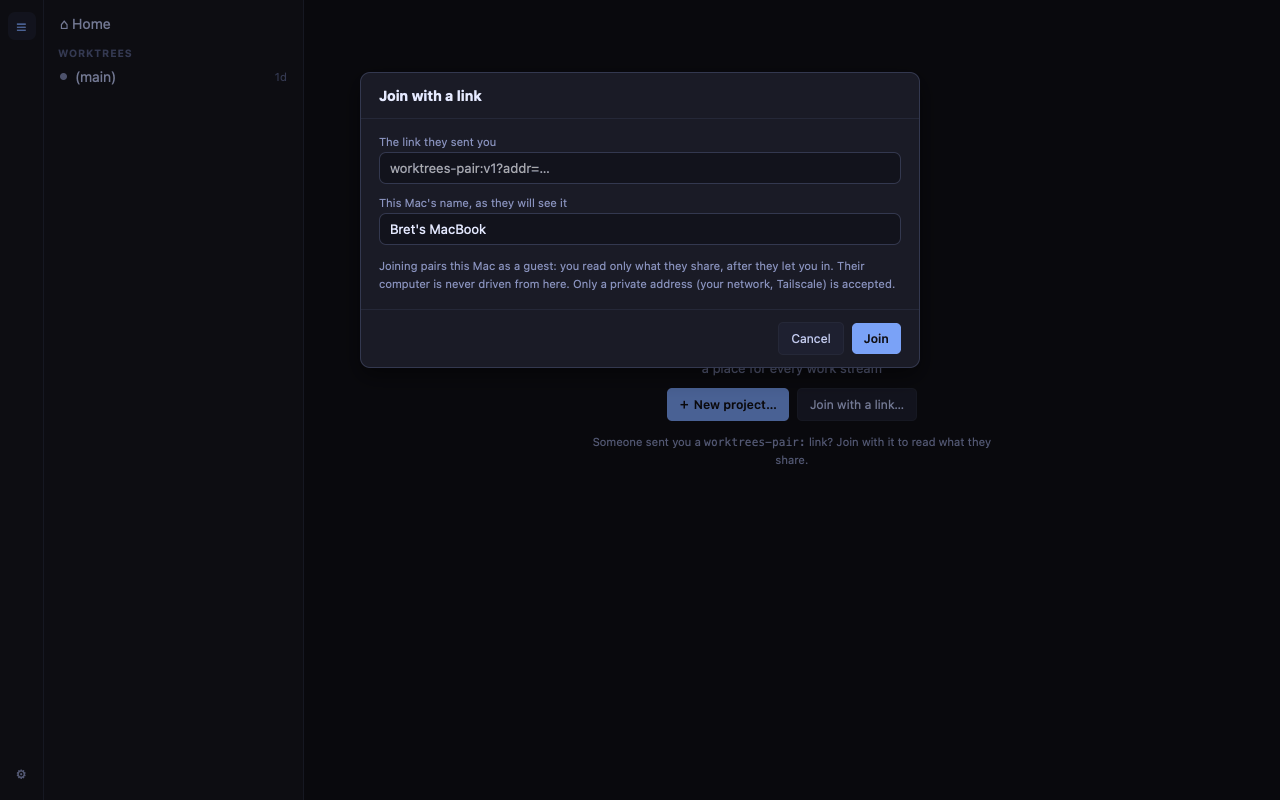 Home
WORKTREES
(main)
1d
Join with a link
The link they sent you
worktrees-pair:v1?addr=…
This Mac's name, as they will see it
Bret's MacBook
Joining pairs this Mac as a guest: you read only what they share, after they let you in. Their
computer is never driven from here. Only a private address (your network, Tailscale) is accepted.
Cancel
Join
a place for every work stream
+ New project…
Join with a link…
Someone sent you a worktrees-pair: link? Join with it to read what they
share.